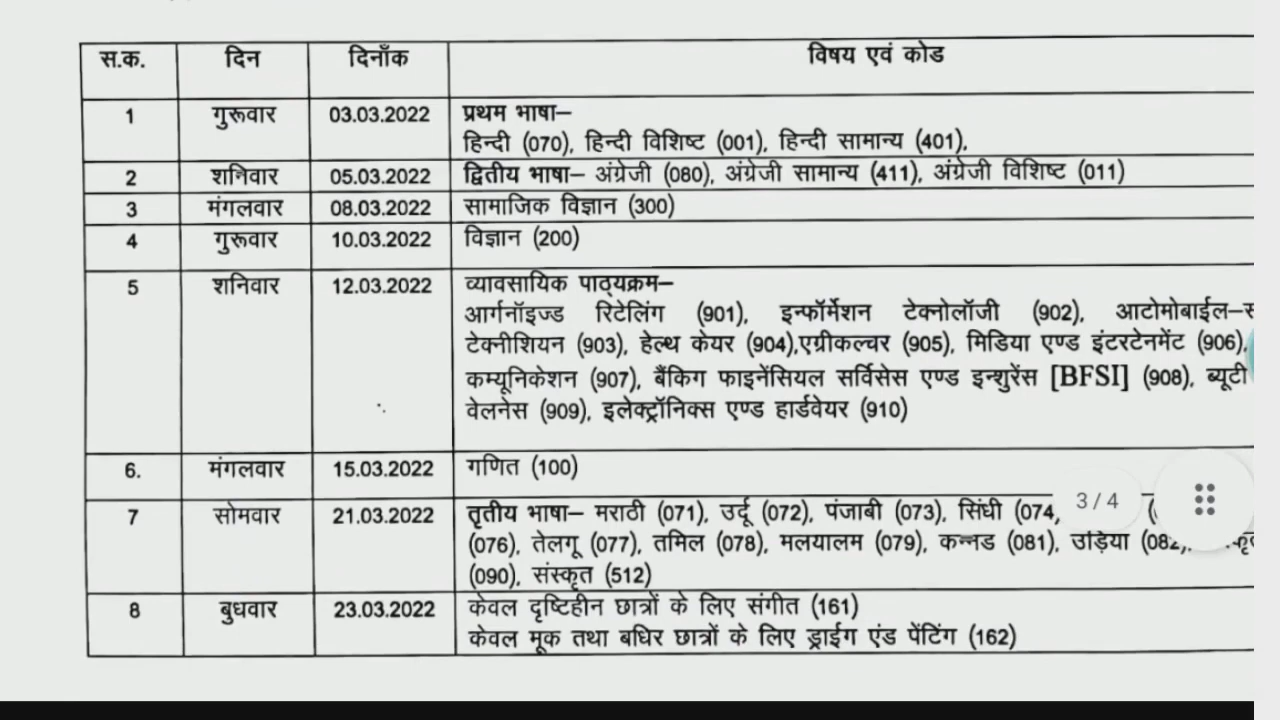 स.क. दिन दिनाँक विषय एवं कोड
1 गुरूवार 03.03.2022 प्रथम भाषा–
हिन्दी (070), हिन्दी विशिष्ट (001), हिन्दी सामान्य (401),
2 शनिवार 05.03.2022 द्वितीय भाषा– अंग्रेजी (080), अंग्रेजी सामान्य (411), अंग्रेजी विशिष्ट (011)
3 मंगलवार 08.03.2022 सामाजिक विज्ञान (300)
4 गुरूवार 10.03.2022 विज्ञान (200)
5 शनिवार 12.03.2022 व्यावसायिक पाठ्यक्रम–
आर्गनॉइज्ड रिटेलिंग (901), इन्फॉर्मेशन टेक्नोलॉजी (902), आटोमोबाईल–
टेक्नीशियन (903), हेल्थ केयर (904),एग्रीकल्चर (905), मिडिया एण्ड इंटरटेनमेंट (906),
कम्यूनिकेशन (907), बैंकिग फाइनेंसियल सर्विसेस एण्ड इन्शुरेंस [BFSI] (908), ब्यूटी
वेलनेस (909), इलेक्ट्रॉनिक्स एण्ड हार्डवेयर (910)
6. मंगलवार 15.03.2022 गणित (100)
7 सोमवार 21.03.2022 तृतीय भाषा– मराठी (071), उर्दू (072), पंजाबी (073), सिंधी (074,
3 / 4
(076), तेलगू (077), तमिल (078), मलयालम (079), कन्नड (081), उड़िया (082),
(090), संस्कृत (512)
8 बुधवार 23.03.2022 केवल दृष्टिहीन छात्रों के लिए संगीत (161)
केवल मूक तथा बधिर छात्रों के लिए ड्राईग एंड पेंटिंग (162)